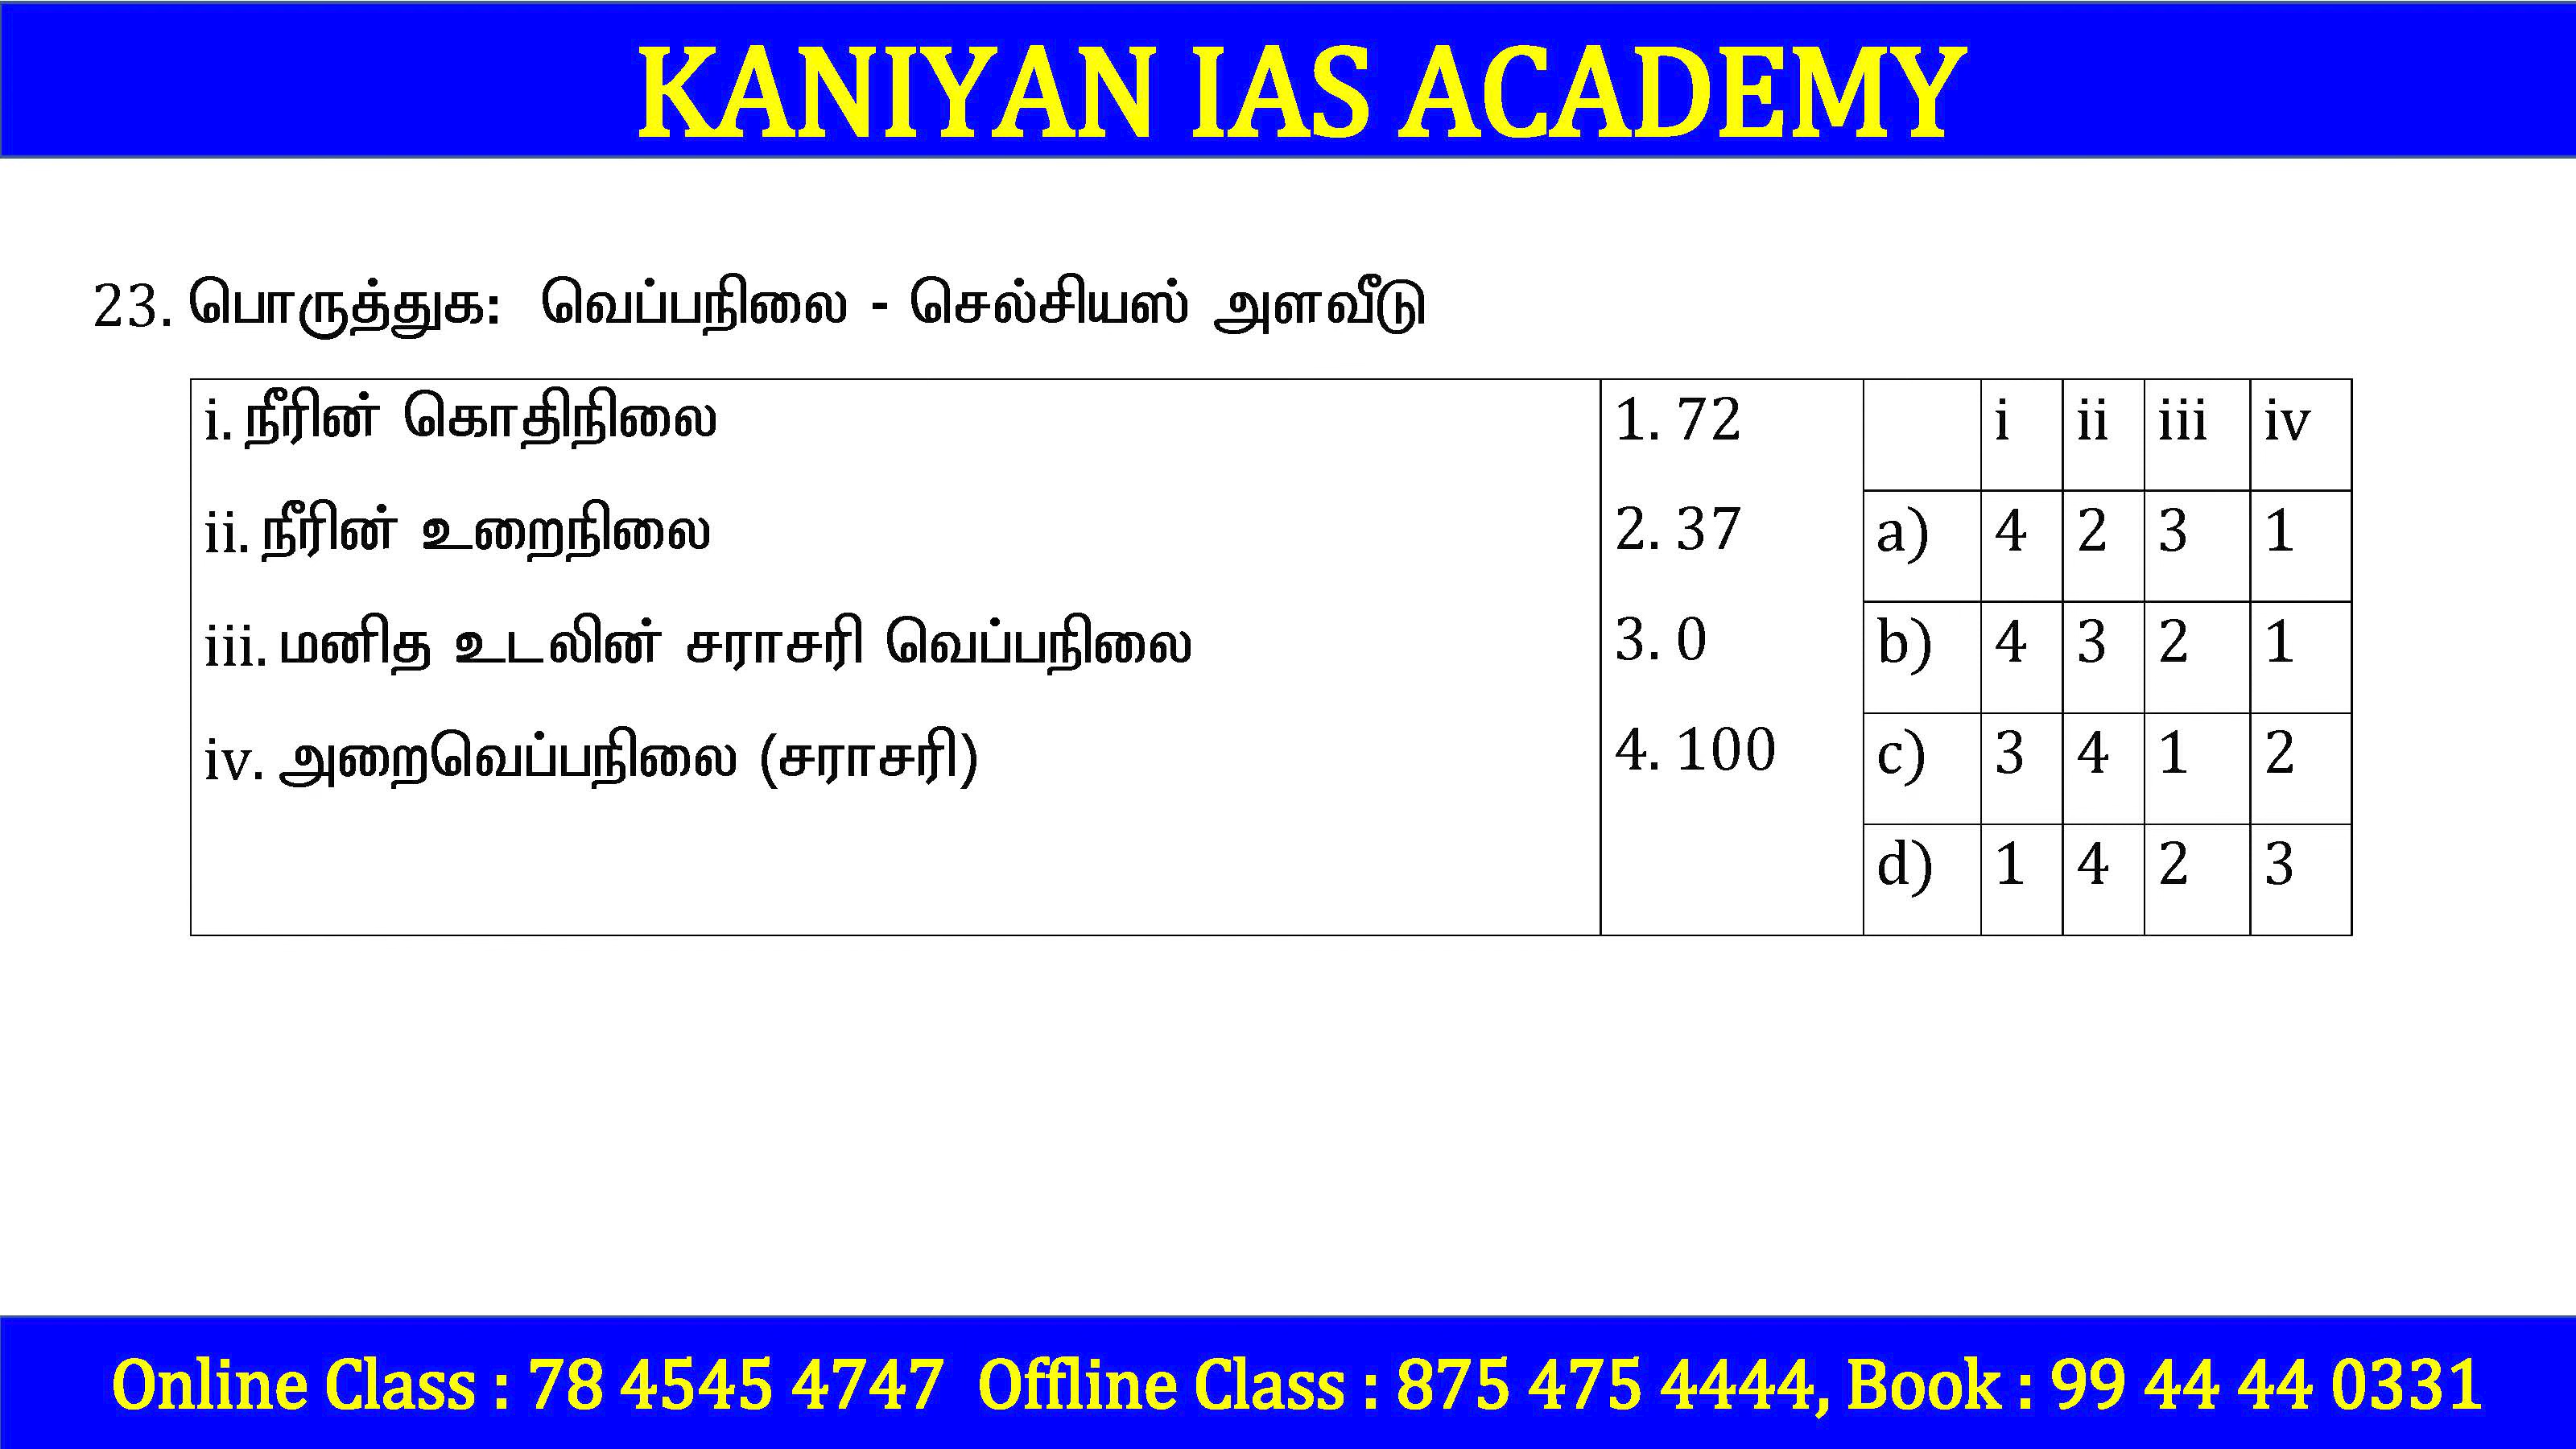 KANIYAN IAS ACADEMY
23. பொருத்துக: வெப்பநிலை - செல்சியஸ் அளவீடு
i. நீரின் கொதிநிலை 1. 72 i ii iii iv
ii. நீரின் உறைநிலை 2. 37 a) 4 2 3 1
iii. மனித உடலின் சராசரி வெப்பநிலை 3. 0 b) 4 3 2 1
iv. அறைவெப்பநிலை (சராசரி) 4. 100 c) 3 4 1 2
d) 1 4 2 3
Online Class : 78 4545 4747 Offline Class : 875 475 4444, Book : 99 44 44 0331